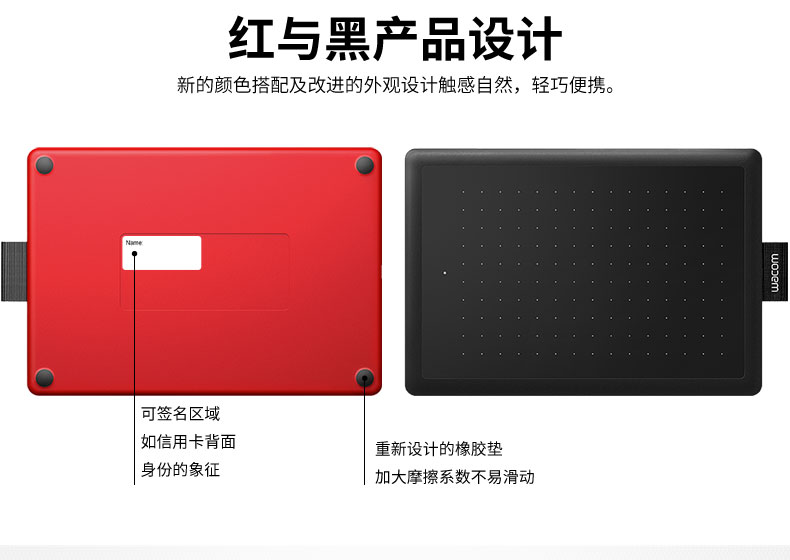 红与黑产品设计
新的颜色搭配及改进的外观设计触感自然，轻巧便携。
Name
wacom
可签名区域
如信用卡背面
身份的象征
重新设计的橡胶垫
加大摩擦系数不易滑动